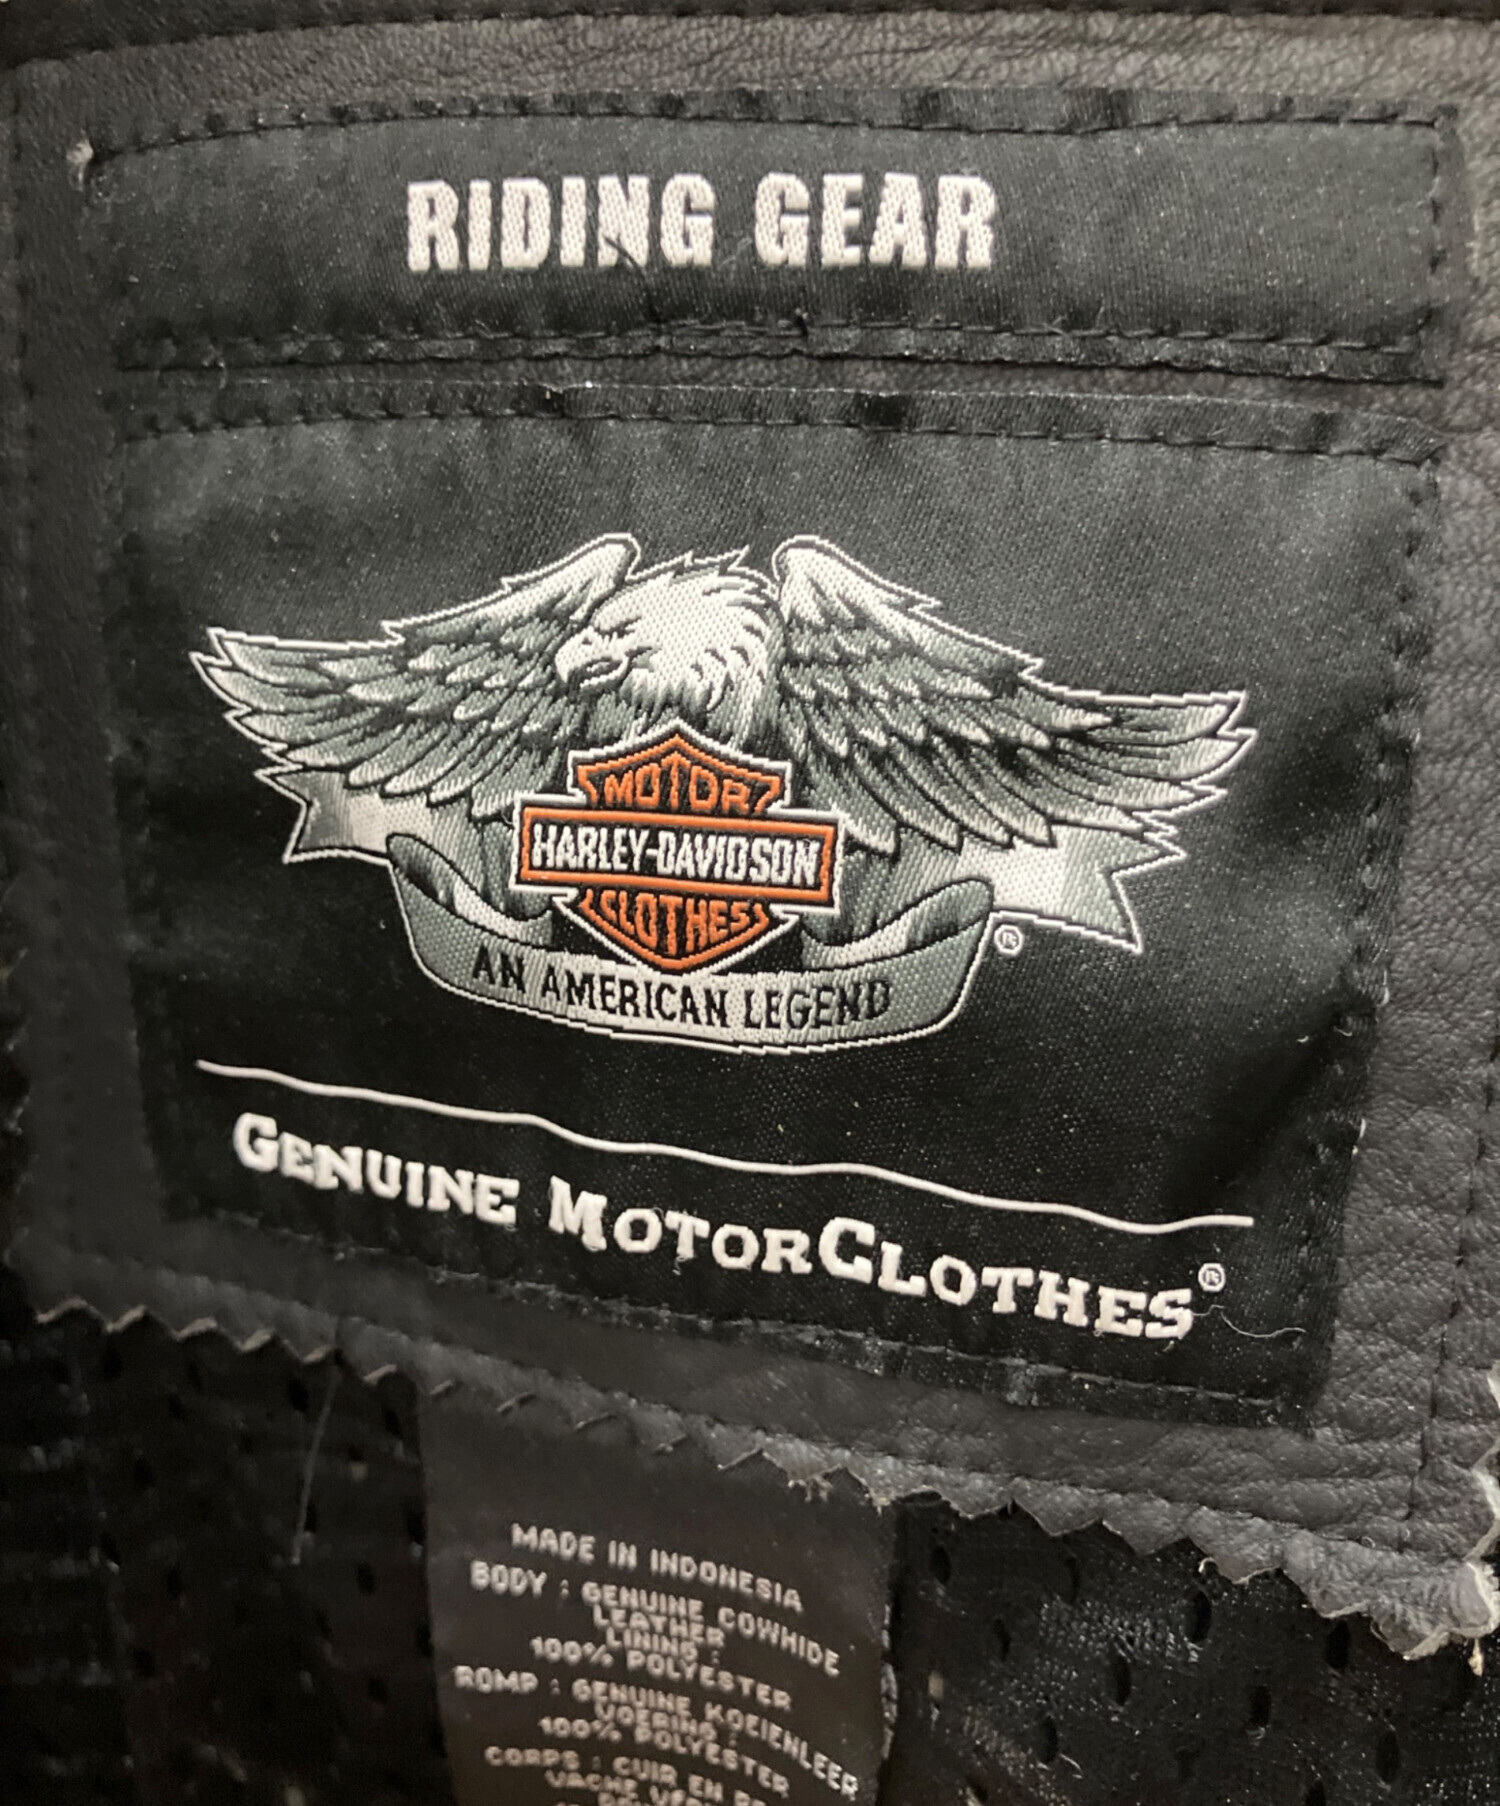 RIDING GEAR
MOTOR
HARLEY-DAVIDSON
CLOTHES
AN AMERICAN LEGEND
®
GENUINE MOTORCLOTHES®
MADE IN INDONESIA
BODY : GENUINE COWHIDE
LEATHER
LINING :
100% POLYESTER
ROMP : GENUINE KOEIENLEER
VOERING :
100% POLYESTER
CORPS : CUIR EN
VACHE